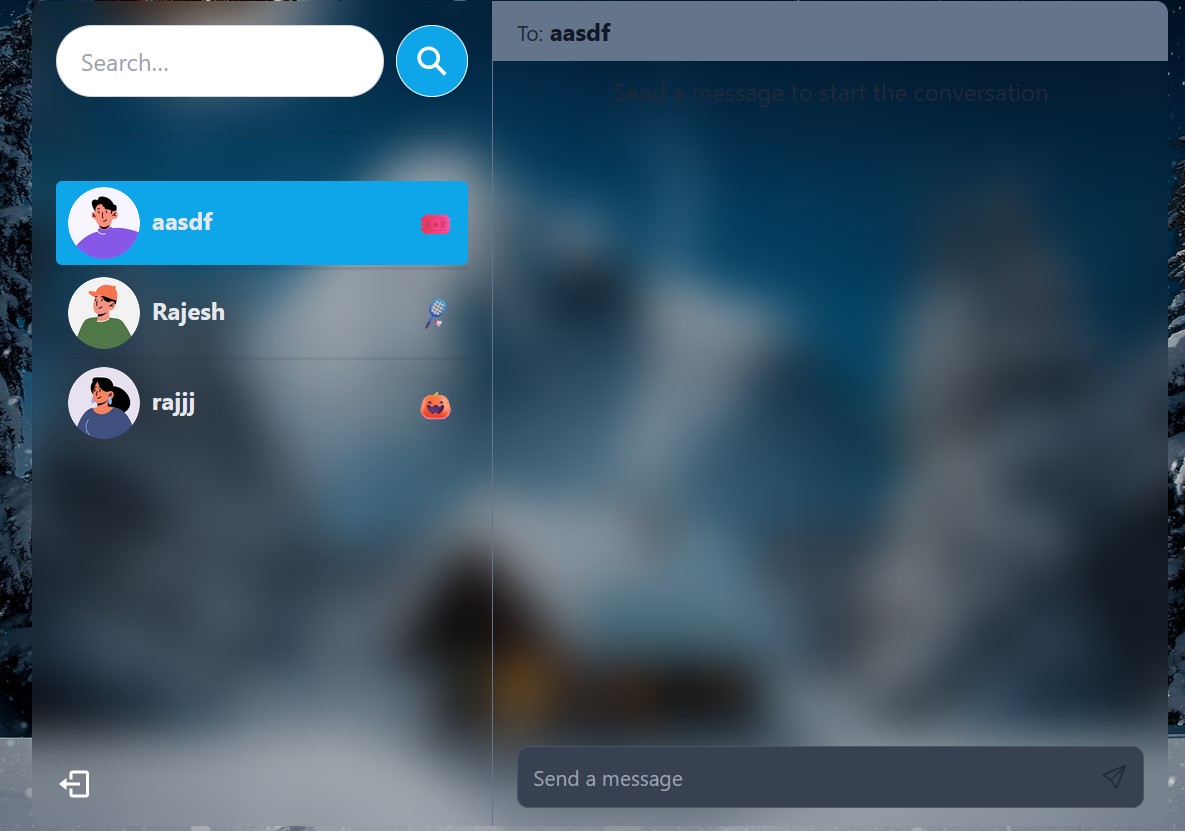 Search...
aasdf
Rajesh
rajjj
To: aasdf
Send a message to start the conversation
Send a message